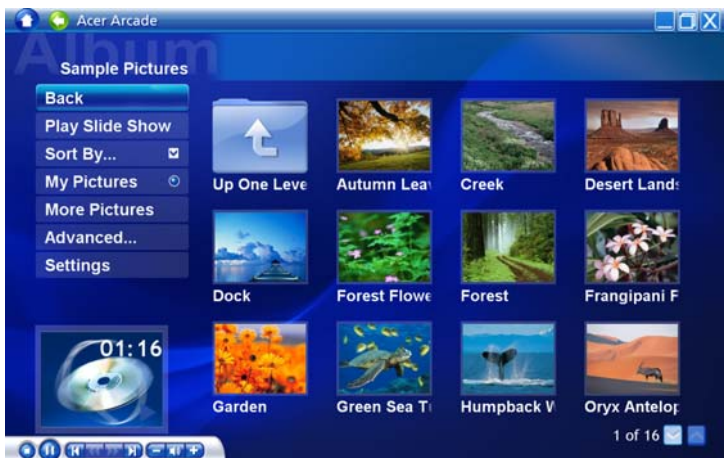 Acer Arcade
Album
Sample Pictures
Back
Play Slide Show
Sort By...
My Pictures
More Pictures
Advanced...
Settings
Up One Leve
Autumn Lea
Creek
Desert Lands
Dock
Forest Flowe
Forest
Frangipani F
Garden
Green Sea T
Humpback W
Oryx Antelop
01:16
1 of 16